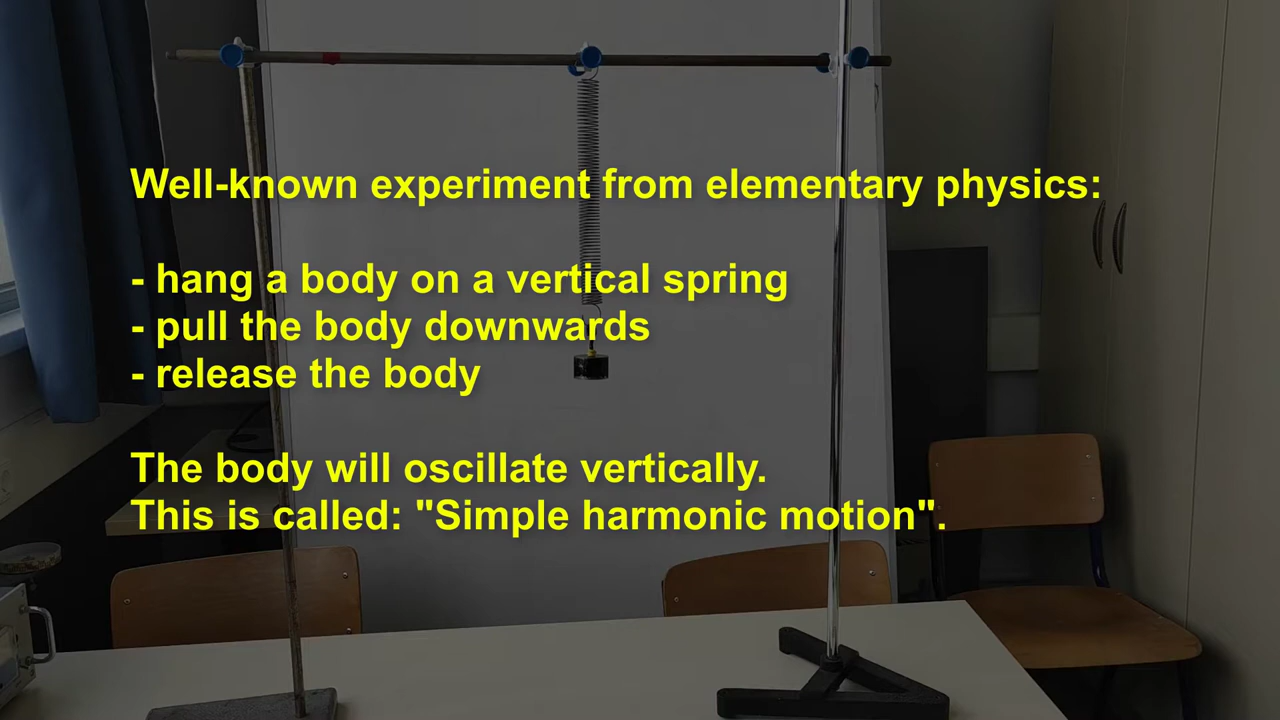 Well-known experiment from elementary physics:
- hang a body on a vertical spring
- pull the body downwards
- release the body
The body will oscillate vertically.
This is called: "Simple harmonic motion".